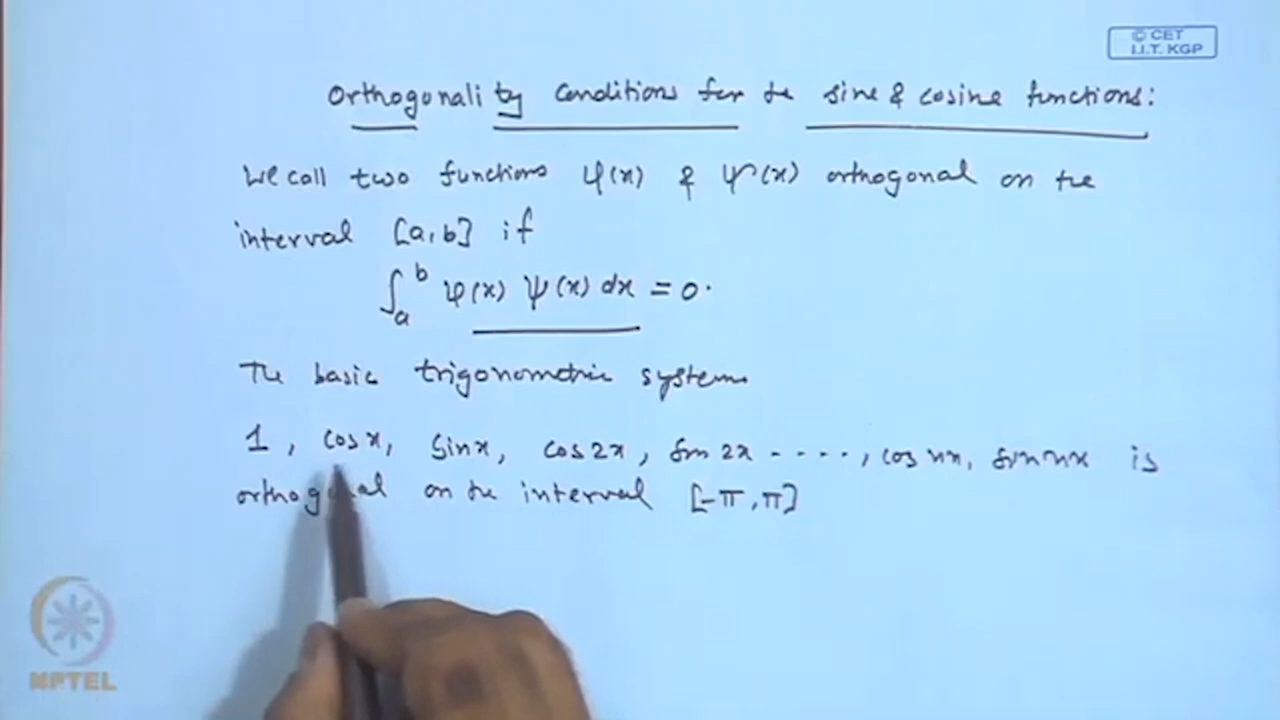 © CET
I.I.T. KGP
Orthogonality Conditions for the sine & cosine functions:
We call two functions φ(x) & ψ(x) orthogonal on the
interval [a,b] if
∫ₐᵇ φ(x) ψ(x) dx = 0.
The basic trigonometric systems
1, cos x, sin x, cos 2x, sin 2x ----, cos nx, sin nx is
orthogonal on the interval [-π, π]
NPTEL